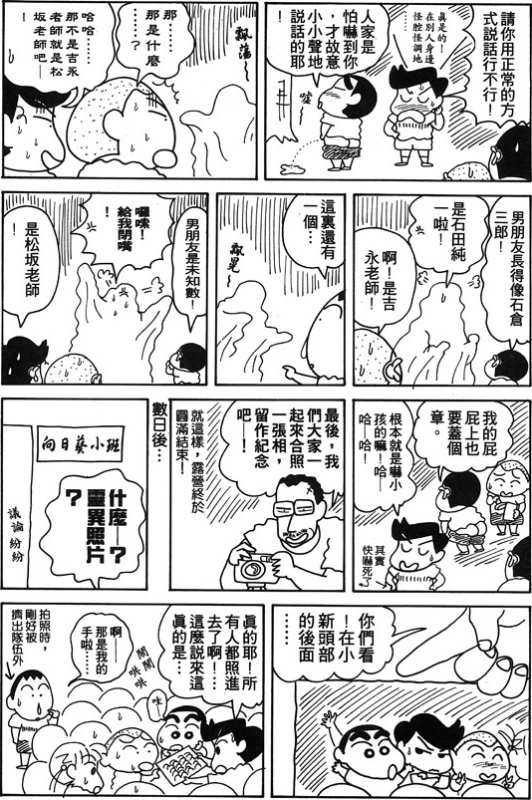 請你用正常的方
式說話行不行！
真是的！
在別人身邊
怪腔怪調地
人家是
怕嚇到你
，才故意
小小聲地
說話的耶
噓
飄蕩
那……
那是什麼
……？
哈哈……
那不是吉永
老師就是松
坂老師吧—
！
男朋友長得像石倉
三郎！
是石田純
一啦！
啊！是吉
永老師！
這裏還有
一個…
飄晃
男朋友是未知數！
囉嗦！
給我閉嘴
！
是松坂老師
！
我的屁
屁上也
要蓋個
章。
根本就是嚇小
孩的嘛！哈—
哈—哈—
其實
快嚇死了
最後，我
們大家一
起來合照
一張相，
留作紀念
吧—！
就這樣，露營終於
圓滿結束！
數日後…
向日葵小班
什麼—？
靈異照片
？
議論紛紛
你們看
！在小
新頭部
的後面
……
真的耶！所
有人都照進
去了啊！…
這麼說來這
真的是…
哇
鬧鬧哄哄
啊—
那是我的
手啦……
拍照時，
剛好被
擠出隊伍外